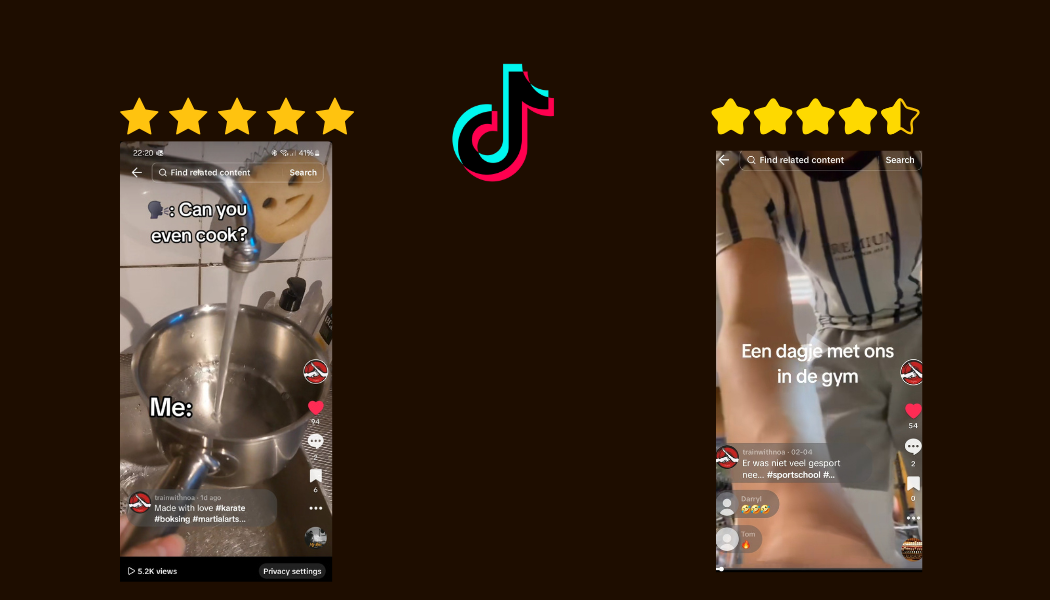 22:20
41%
Find related content
Search
: Can you
even cook?
Me:
94
6
trainwithnoa · 1d ago
Made with love #karate
#boksing #martialarts...
5.2K views
Privacy settings
Find related content
Search
PREMIUM
Een dagje met ons
in de gym
54
2
0
trainwithnoa · 02-04
Er was niet veel gesport
nee... #sportschool #...
Darryl
Tom